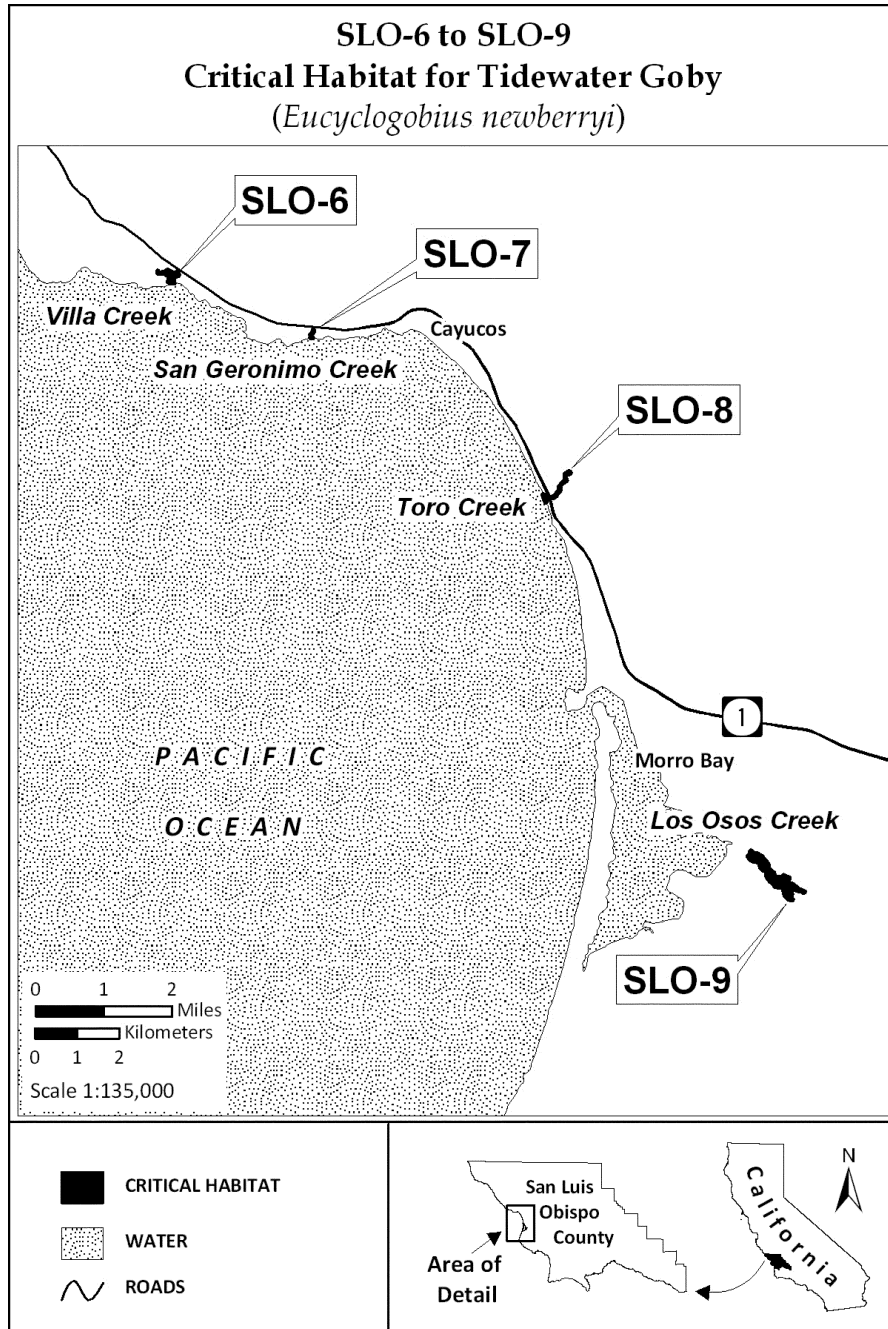 SLO-6 to SLO-9
Critical Habitat for Tidewater Goby
(Eucyclogobius newberryi)
SLO-6
SLO-7
Villa Creek
Cayucos
San Geronimo Creek
SLO-8
Toro Creek
1
PACIFIC
OCEAN
Morro Bay
Los Osos Creek
SLO-9
0 1 2
Miles
Kilometers
0 1 2
Scale 1:135,000
CRITICAL HABITAT
WATER
ROADS
San Luis
Obispo
County
Area of
Detail
California
N